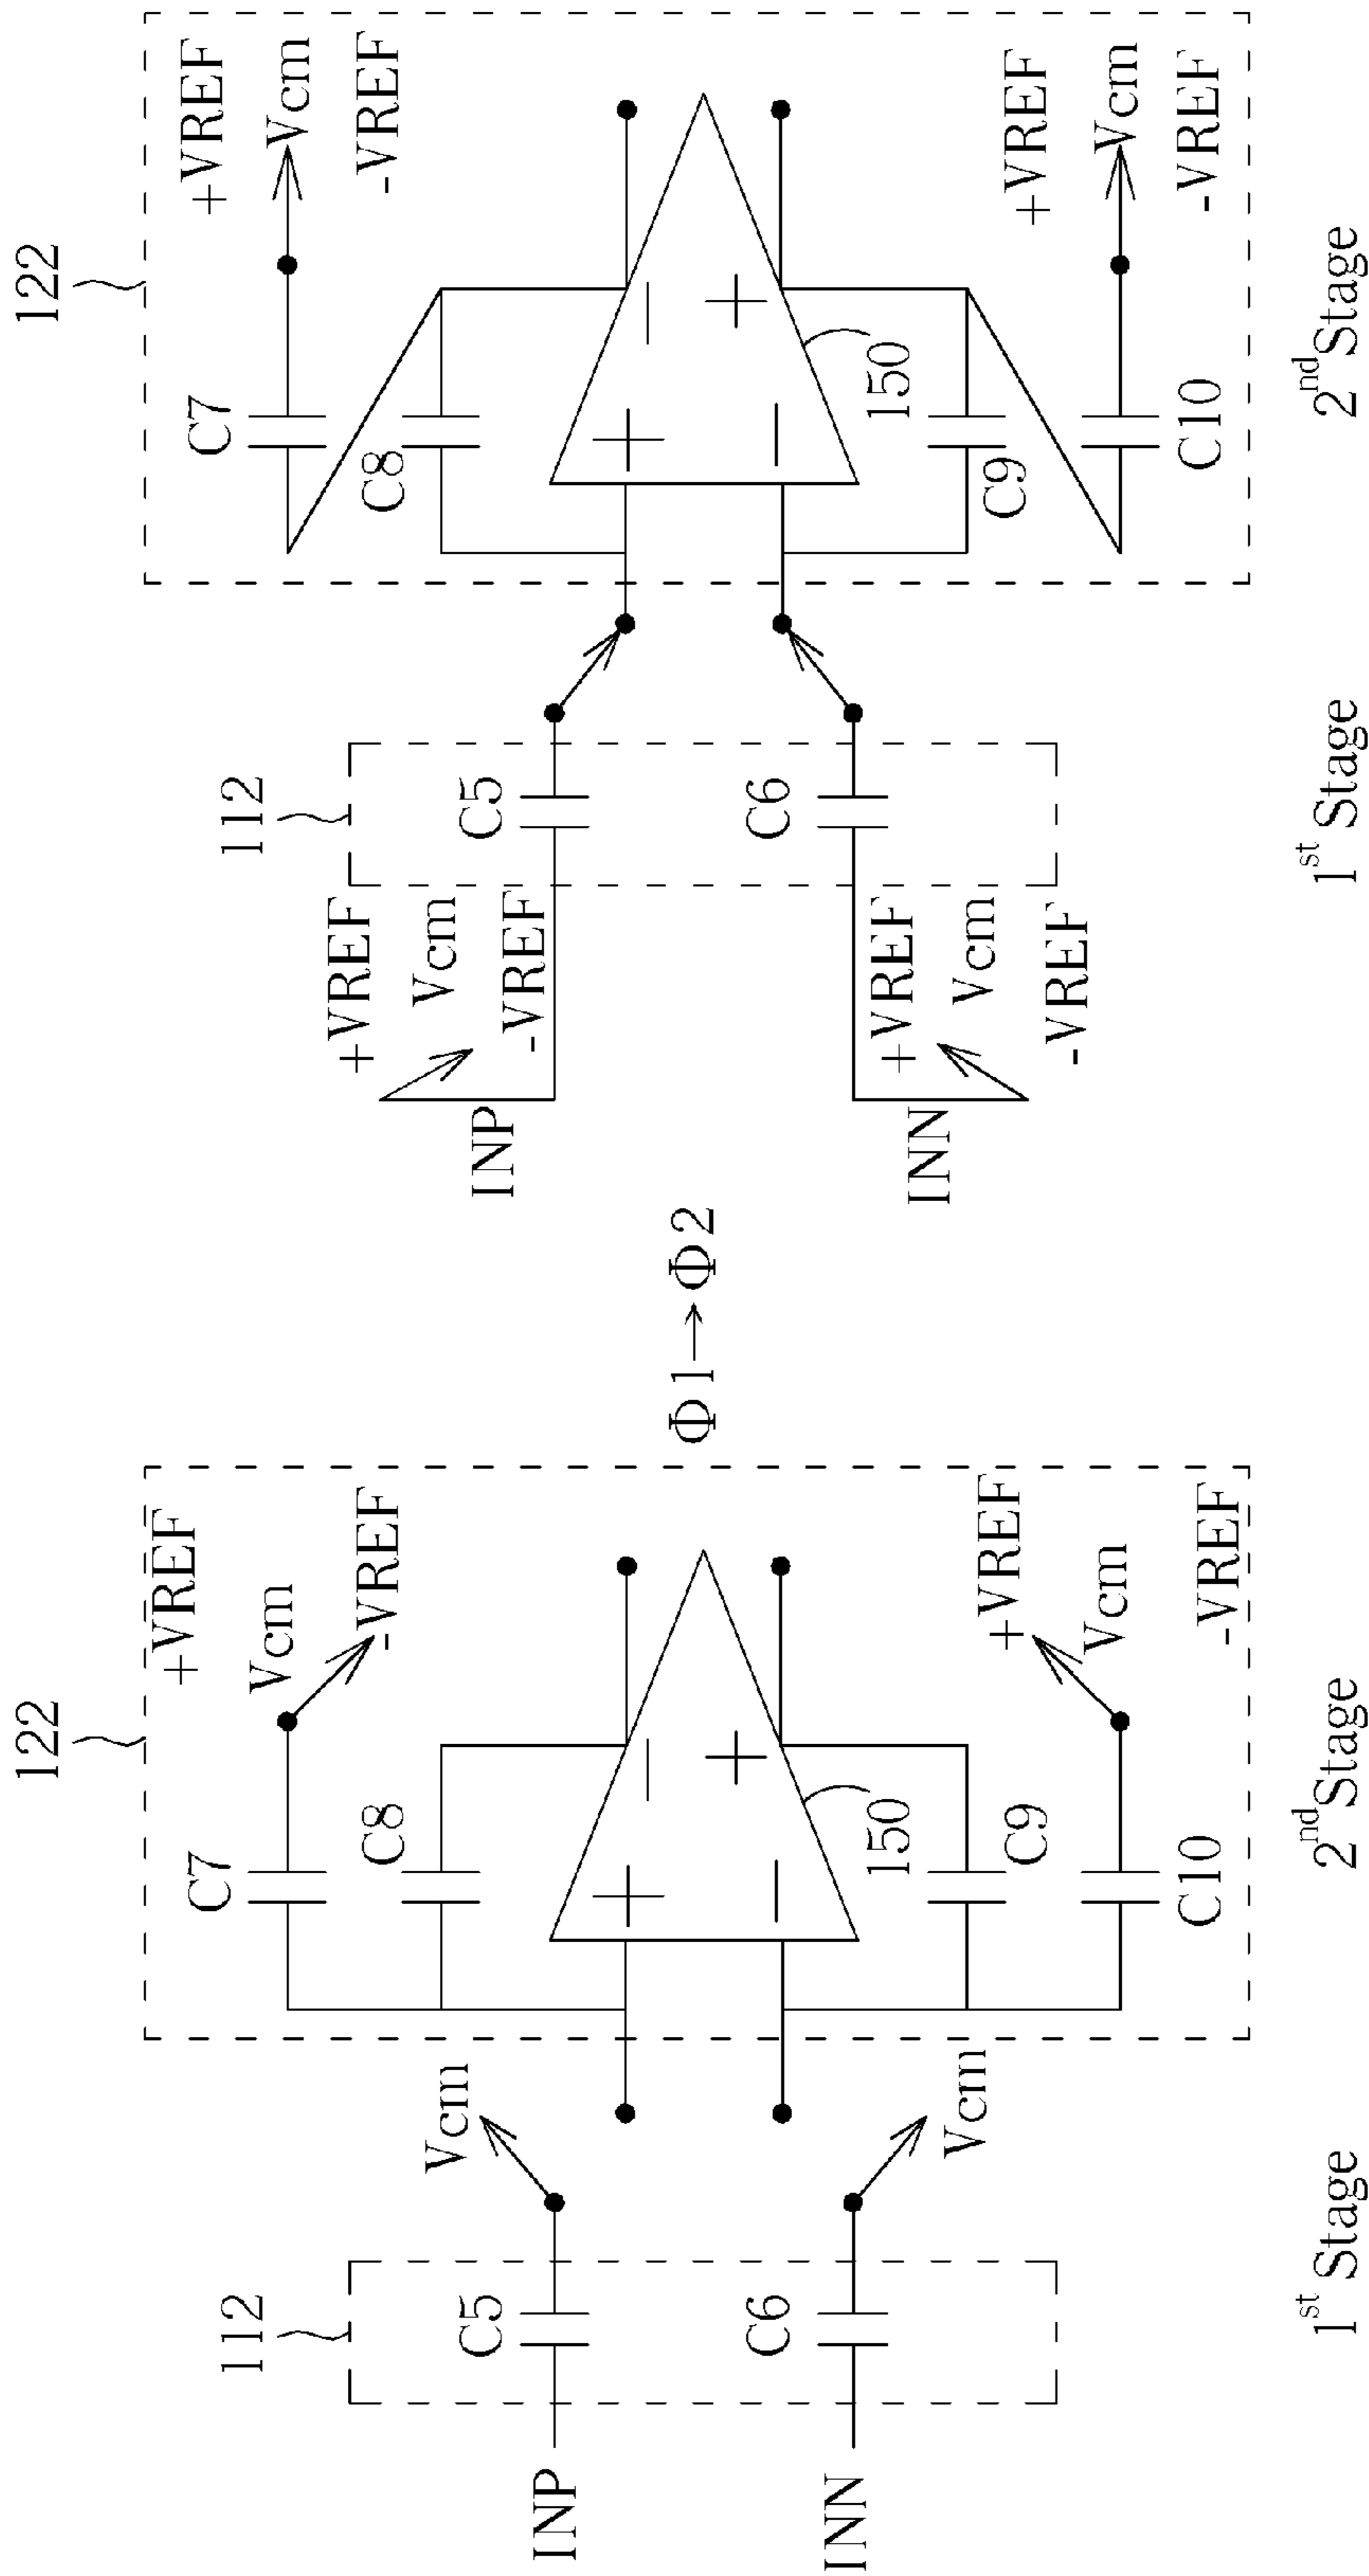 122
+VREF
Vcm
-VREF
C7
C8
112
Vcm
C5
INP
150
C6
INN
Vcm
C9
+VREF
Vcm
-VREF
C10
1st Stage
2nd Stage
Φ1→Φ2
122
+VREF
Vcm
-VREF
C7
C8
112
+VREF
Vcm
-VREF
C5
INP
150
C6
+VREF
Vcm
-VREF
INN
C9
+VREF
Vcm
-VREF
C10
1st Stage
2nd Stage